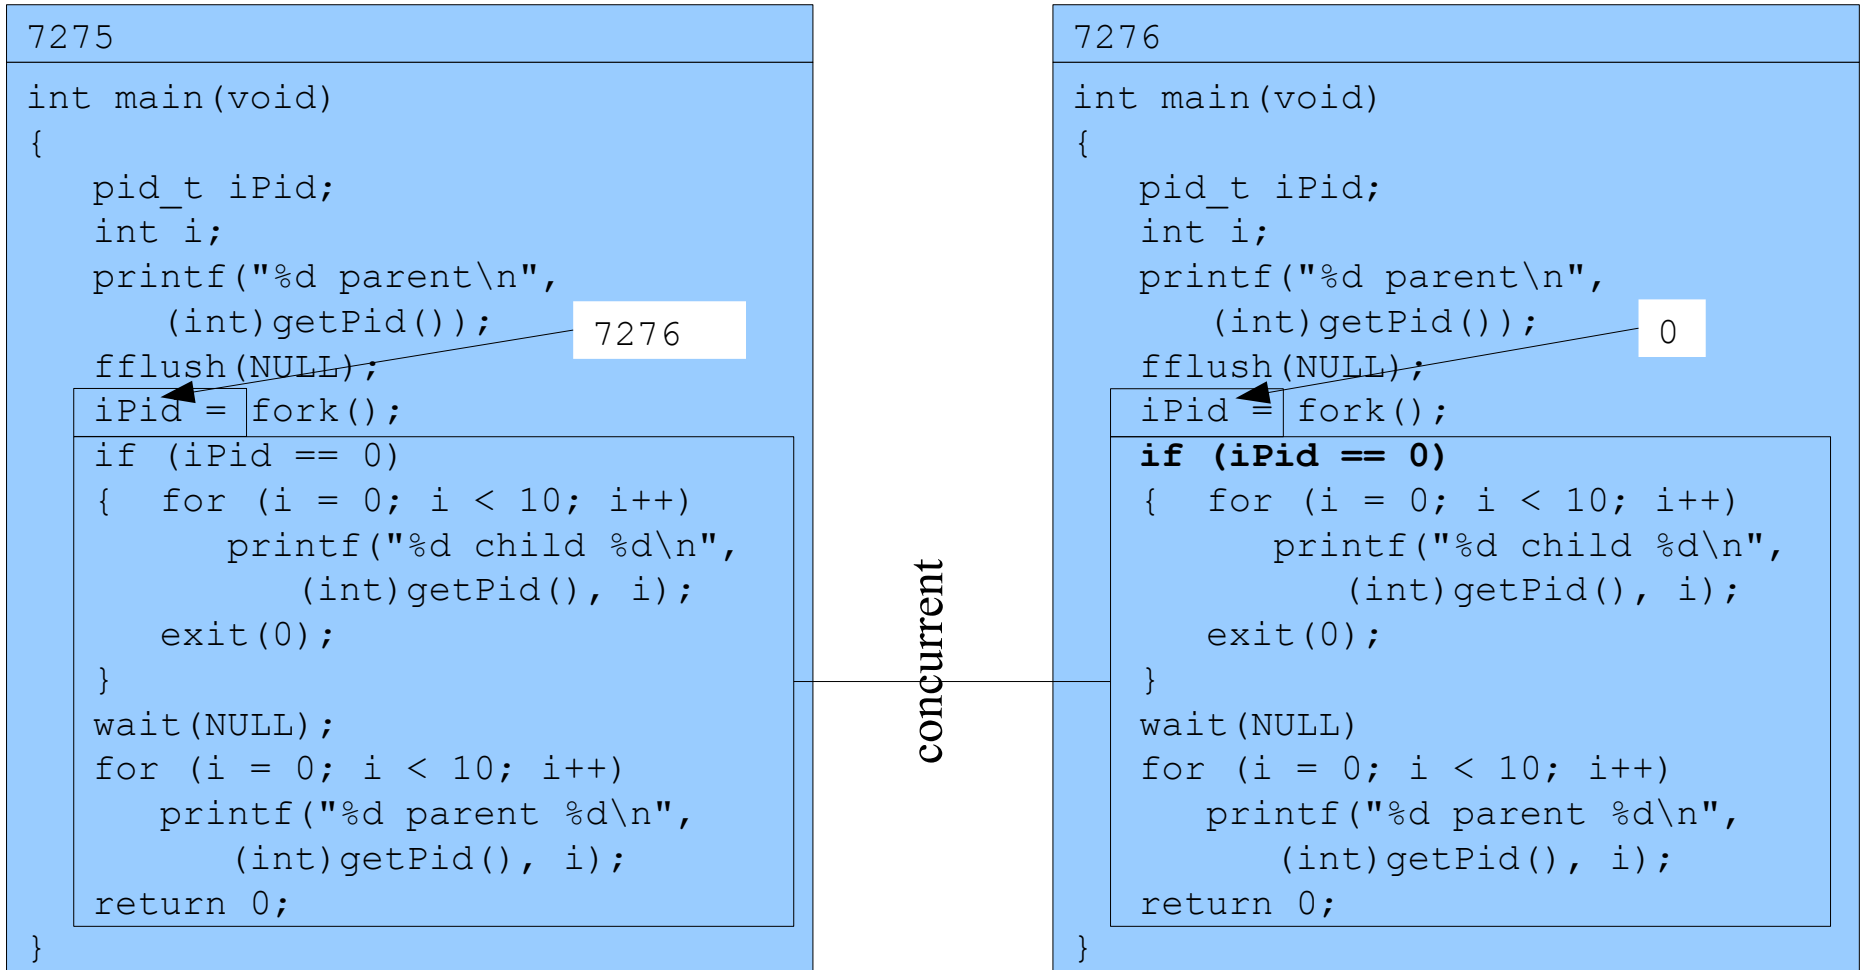 7275
int main(void)
{
pid_t iPid;
int i;
printf("%d parent\n",
(int)getPid());
7276
fflush(NULL);
iPid = fork();
if (iPid == 0)
{ for (i = 0; i < 10; i++)
printf("%d child %d\n",
(int)getPid(), i);
exit(0);
}
wait(NULL);
for (i = 0; i < 10; i++)
printf("%d parent %d\n",
(int)getPid(), i);
return 0;
}
concurrent
7276
int main(void)
{
pid_t iPid;
int i;
printf("%d parent\n",
(int)getPid());
0
fflush(NULL);
iPid = fork();
if (iPid == 0)
{ for (i = 0; i < 10; i++)
printf("%d child %d\n",
(int)getPid(), i);
exit(0);
}
wait(NULL)
for (i = 0; i < 10; i++)
printf("%d parent %d\n",
(int)getPid(), i);
return 0;
}